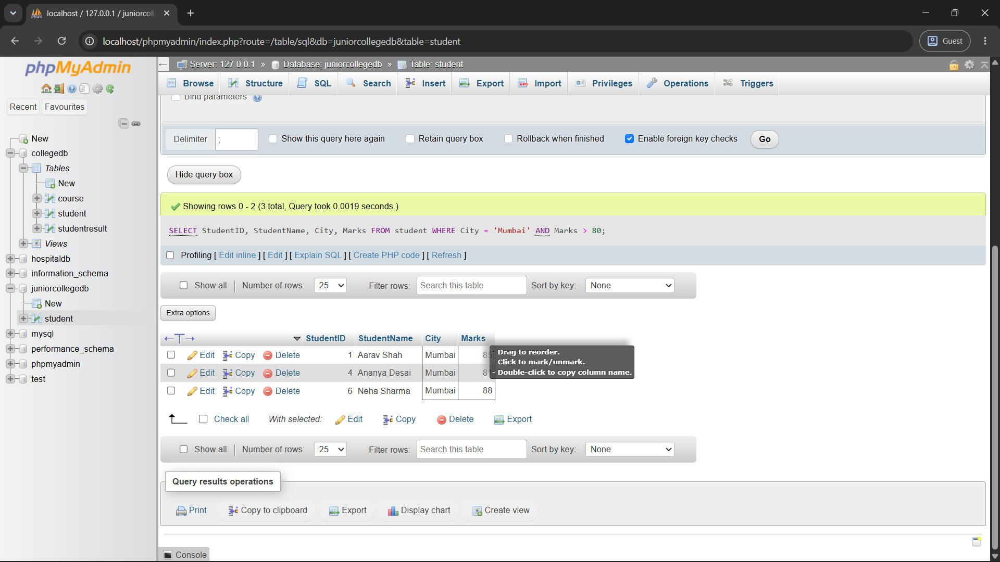 localhost / 127.0.0.1 / juniorcoll
localhost/phpmyadmin/index.php?route=/table/sql&db=juniorcollegedb&table=student
Guest
phpMyAdmin
Recent
Favourites
New
collegedb
Tables
New
course
student
studentresult
Views
hospitaldb
information_schema
juniorcollegedb
New
student
mysql
performance_schema
phpmyadmin
test
Server: 127.0.0.1 » Database: juniorcollegedb » Table: student
Browse Structure SQL Search Insert Export Import Privileges Operations Triggers
Bind parameters
Delimiter ; Show this query here again Retain query box Rollback when finished Enable foreign key checks Go
Hide query box
Showing rows 0 - 2 (3 total, Query took 0.0019 seconds.)
SELECT StudentID, StudentName, City, Marks FROM student WHERE City = 'Mumbai' AND Marks > 80;
Profiling [ Edit inline ] [ Edit ] [ Explain SQL ] [ Create PHP code ] [ Refresh ]
Show all Number of rows: 25 Filter rows: Search this table Sort by key: None
Extra options
←T→ StudentID StudentName City Marks
Edit Copy Delete 1 Aarav Shah Mumbai
Edit Copy Delete 4 Ananya Desai Mumbai
Edit Copy Delete 6 Neha Sharma Mumbai 88
- Drag to reorder.
- Click to mark/unmark.
- Double-click to copy column name.
Check all With selected: Edit Copy Delete Export
Show all Number of rows: 25 Filter rows: Search this table Sort by key: None
Query results operations
Print Copy to clipboard Export Display chart Create view
Console